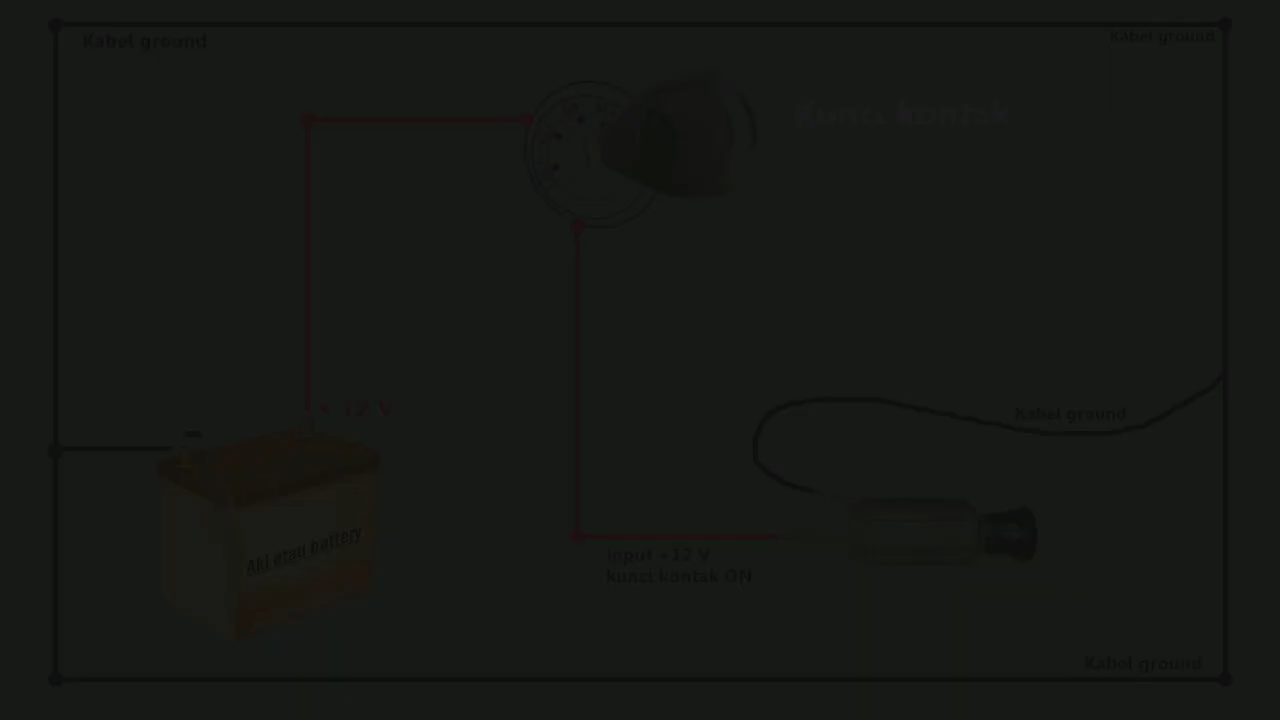 Kabel ground
Kabel ground
Kunci kontak
+ 12 V
Kabel ground
Aki atau battery
input +12 V
kunci kontak ON
Kabel ground